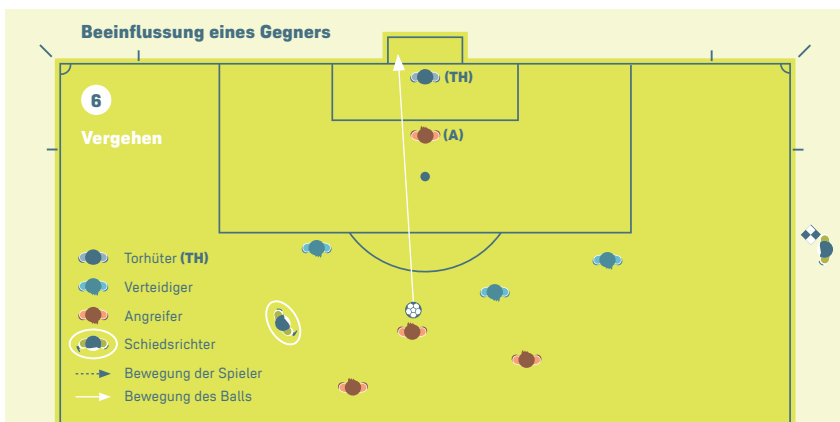 Beeinflussung eines Gegners
(TH)
6
(A)
Vergehen
Torhüter (TH)
Verteidiger
Angreifer
Schiedsrichter
Bewegung der Spieler
Bewegung des Balls